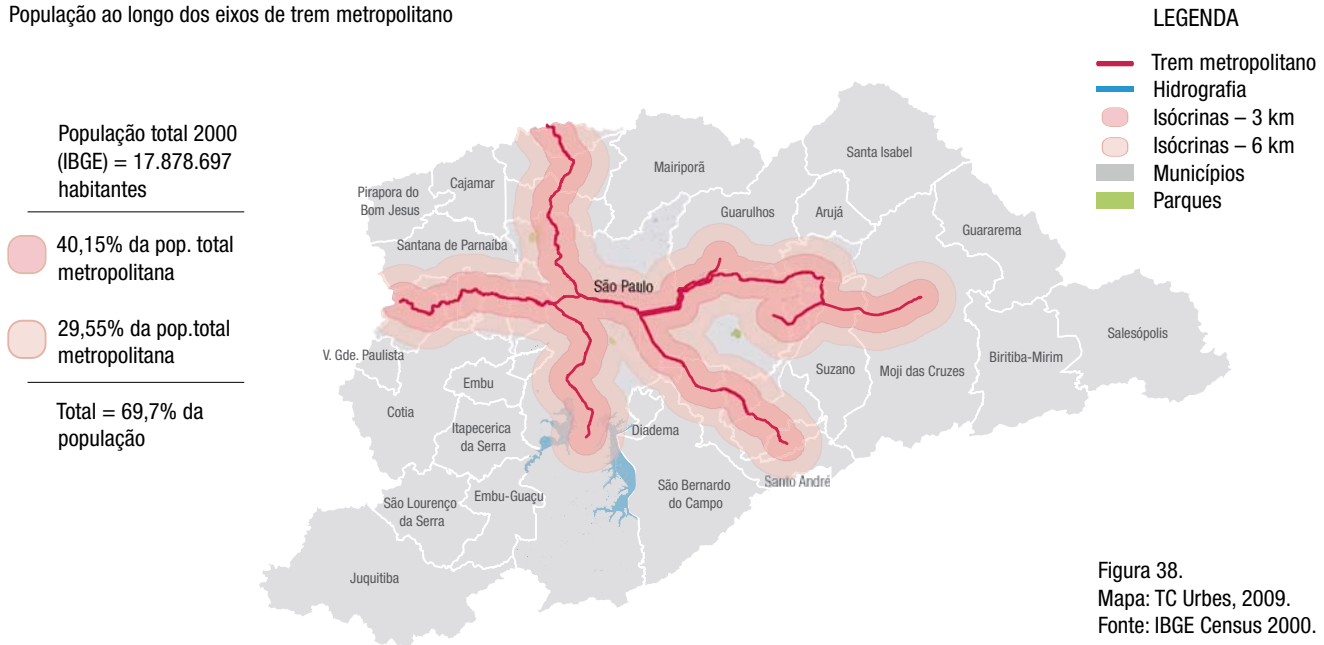 População ao longo dos eixos de trem metropolitano
População total 2000
(IBGE) = 17.878.697
habitantes
40,15% da pop. total
metropolitana
29,55% da pop.total
metropolitana
Total = 69,7% da
população
LEGENDA
Trem metropolitano
Hidrografia
Isócrinas – 3 km
Isócrinas – 6 km
Municípios
Parques
Mairiporã
Santa Isabel
Cajamar
Pirapora do
Bom Jesus
Guarulhos
Arujá
Guararema
Santana de Parnaíba
São Paulo
Salesópolis
V. Gde. Paulista
Biritiba-Mirim
Suzano
Moji das Cruzes
Embu
Cotia
Itapecerica
da Serra
Diadema
Santo André
São Bernardo
do Campo
Embu-Guaçu
São Lourenço
da Serra
Juquitiba
Figura 38.
Mapa: TC Urbes, 2009.
Fonte: IBGE Census 2000.